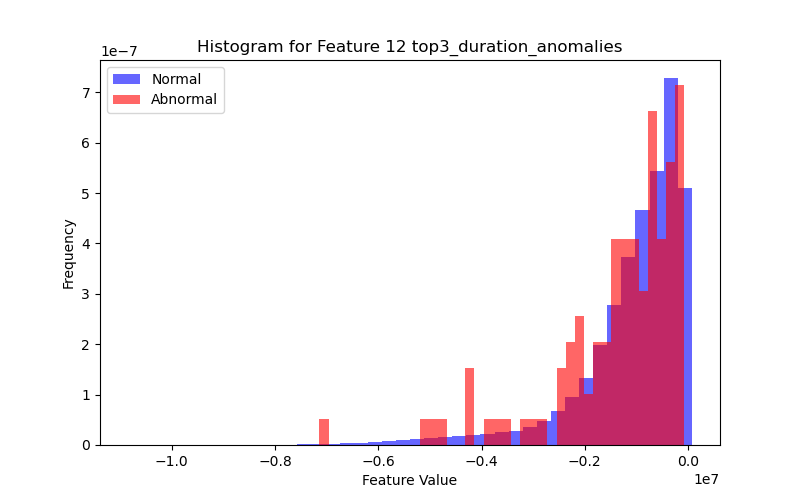 Histogram for Feature 12 top3_duration_anomalies
1e−7
Normal
Abnormal
7
6
5
4
3
2
1
0
Frequency
−1.0
−0.8
−0.6
−0.4
−0.2
0.0
1e7
Feature Value